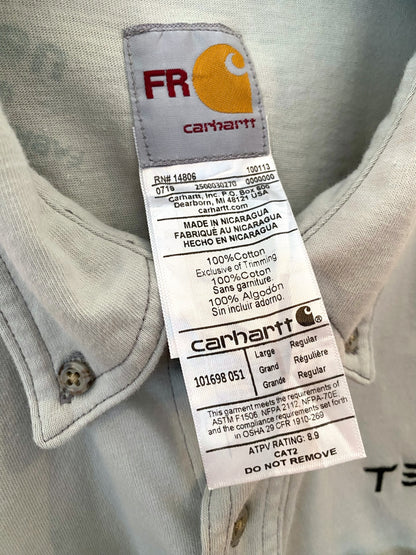 FR
carhartt
RN# 14806 100113
0718 2500030270 0000000
Carhartt, Inc. P.O. Box 600
Dearborn, MI 48121 USA
carhartt.com
MADE IN NICARAGUA
FABRIQUÉ AU NICARAGUA
HECHO EN NICARAGUA
100%Cotton
Exclusive of Trimming
100%Coton
Sans garniture.
100% Algodón
Sin incluir adorno.
carhartt®
101698 051
Large Regular
Grand Régulière
Grande Regular
This garment meets the requirements of
ASTM F1506, NFPA 2112, NFPA-70E
and the compliance requirements set forth
in OSHA 29 CFR 1910-269
ATPV RATING: 8.9
CAT2
DO NOT REMOVE